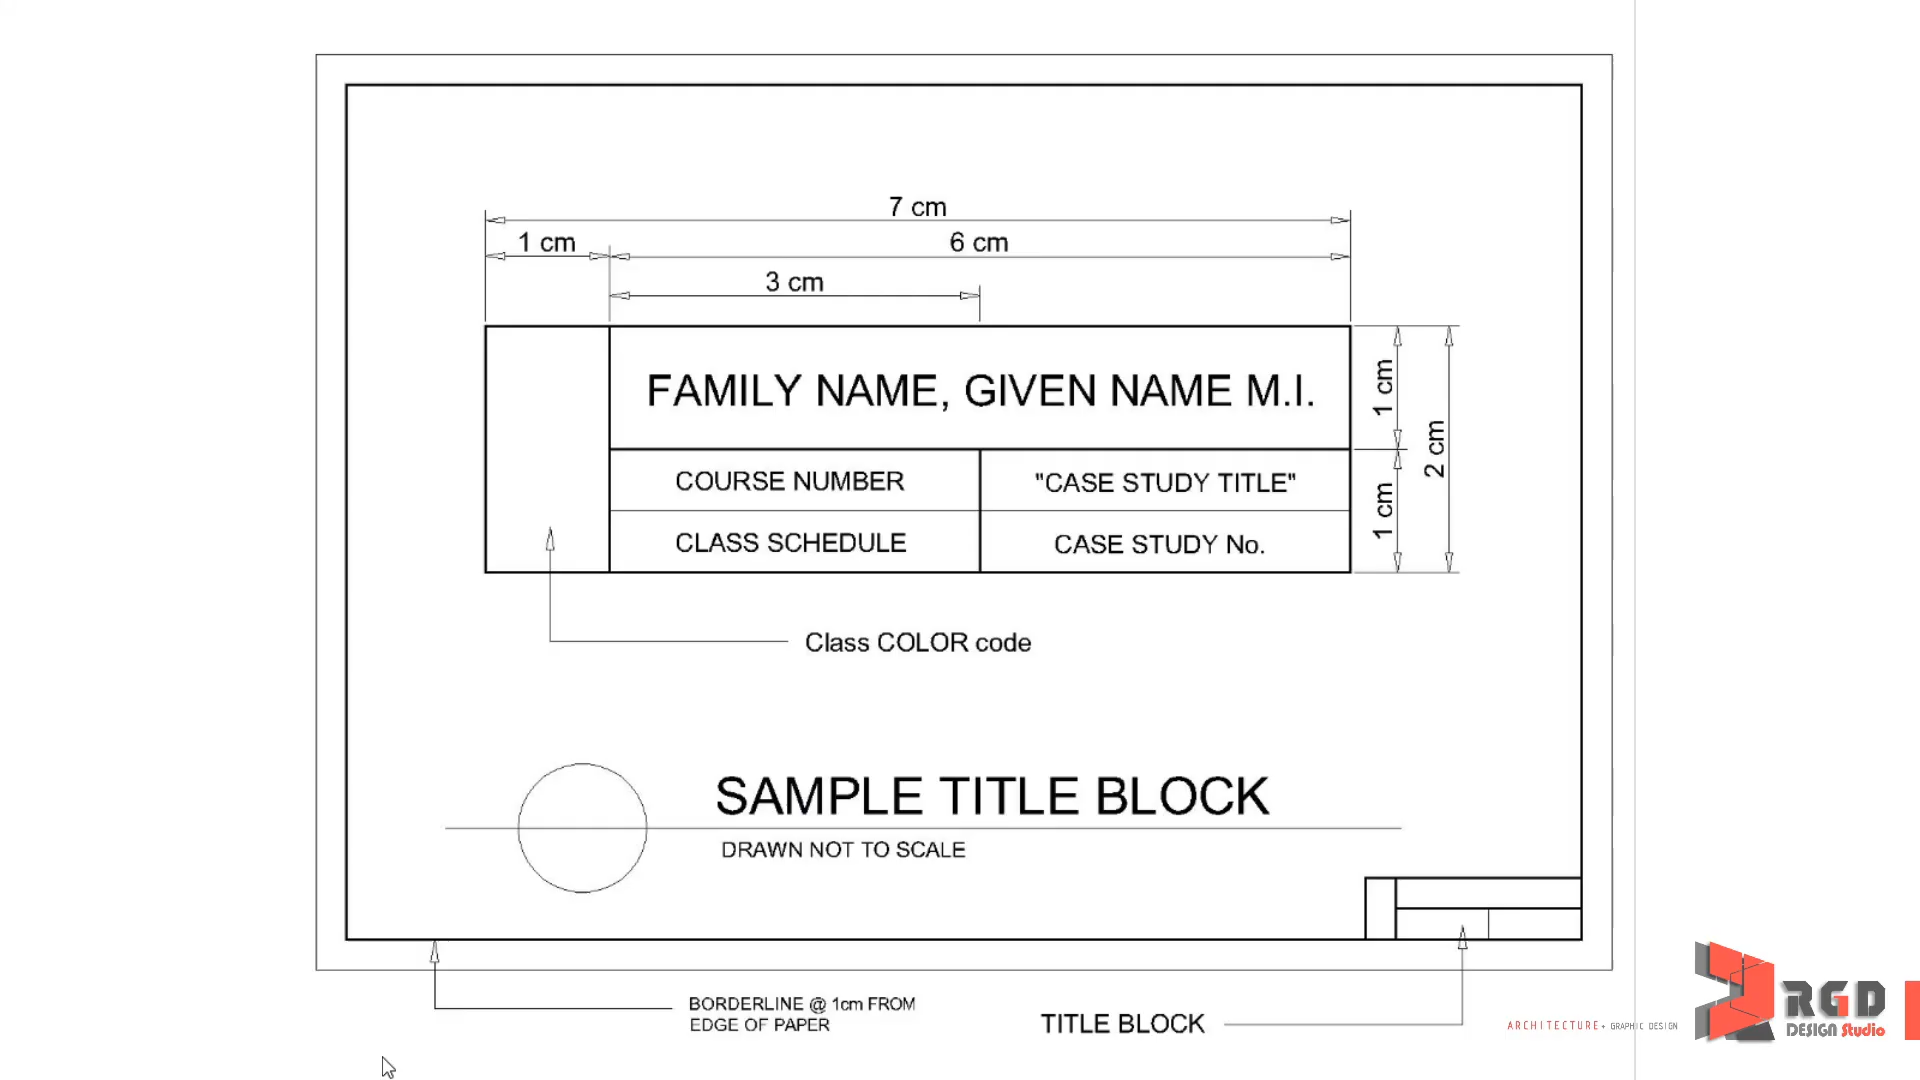 7 cm
1 cm
6 cm
3 cm
FAMILY NAME, GIVEN NAME M.I.
1 cm
2 cm
COURSE NUMBER
"CASE STUDY TITLE"
1 cm
CLASS SCHEDULE
CASE STUDY No.
Class COLOR code
SAMPLE TITLE BLOCK
DRAWN NOT TO SCALE
BORDERLINE @ 1cm FROM
EDGE OF PAPER
TITLE BLOCK
ARCHITECTURE+ GRAPHIC DESIGN
RGD
DESIGN Studio